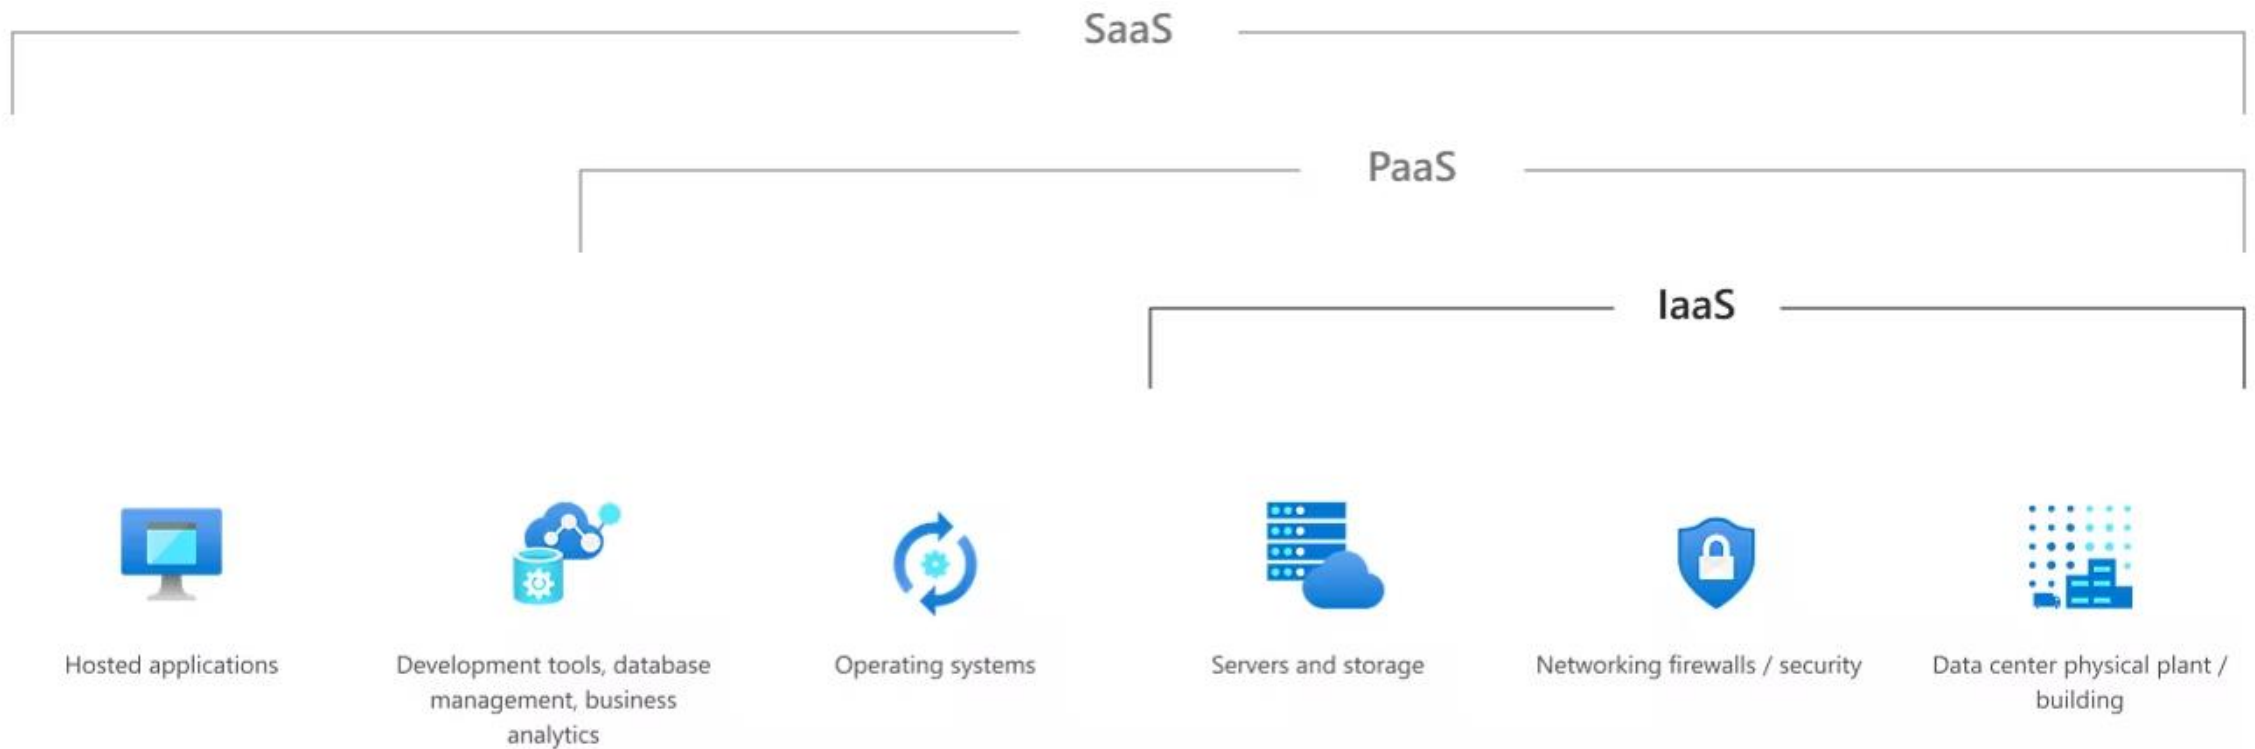 SaaS
PaaS
IaaS
Hosted applications
Development tools, database
management, business
analytics
Operating systems
Servers and storage
Networking firewalls / security
Data center physical plant /
building